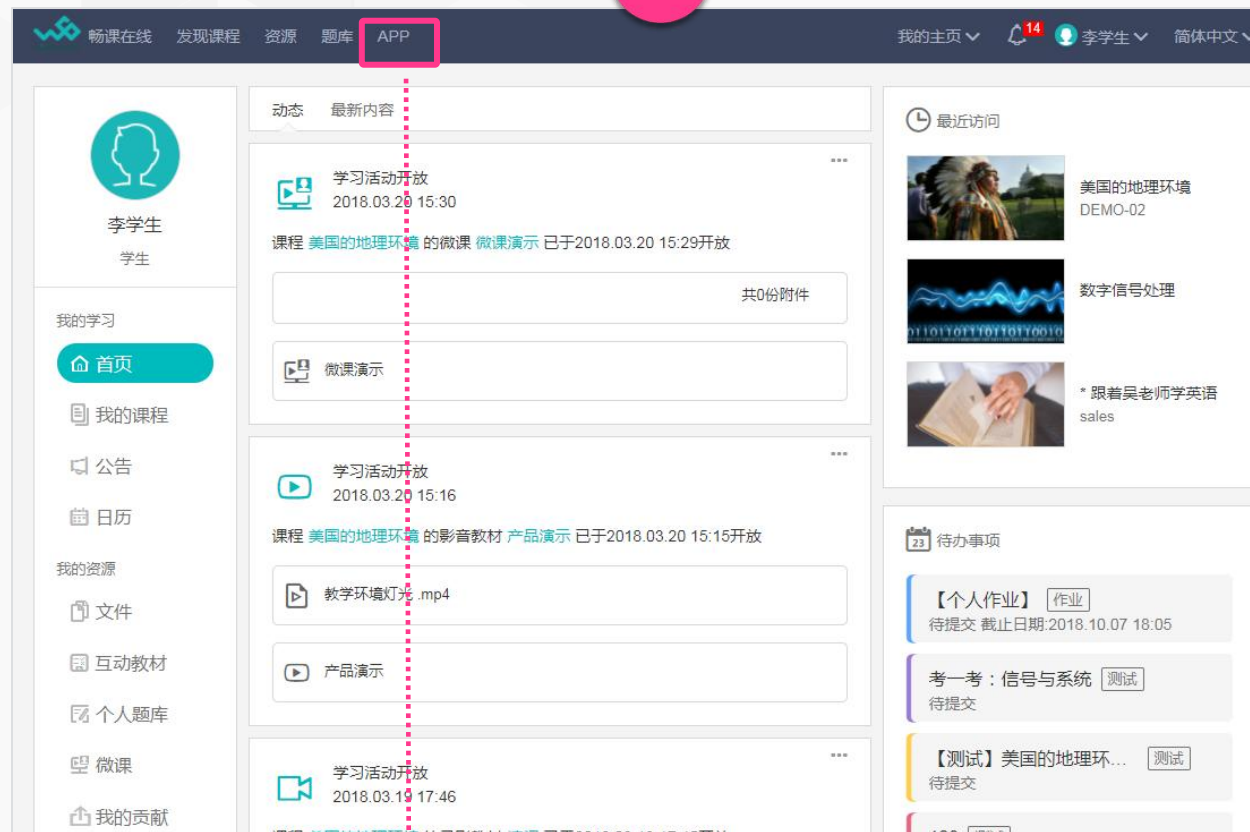 畅课在线 发现课程 资源 题库 APP 我的主页 14 李学生 简体中文
李学生
学生
我的学习
首页
我的课程
公告
日历
我的资源
文件
互动教材
个人题库
微课
我的贡献
动态 最新内容
学习活动开放
2018.03.20 15:30
课程 美国的地理环境 的微课 微课演示 已于2018.03.20 15:29开放
共0份附件
微课演示
学习活动开放
2018.03.20 15:16
课程 美国的地理环境 的影音教材 产品演示 已于2018.03.20 15:15开放
教学环境灯光 .mp4
产品演示
学习活动开放
2018.03.19 17:46
最近访问
美国的地理环境
DEMO-02
数字信号处理
* 跟着吴老师学英语
sales
23 待办事项
【个人作业】 作业
待提交 截止日期:2018.10.07 18:05
考一考：信号与系统 测试
待提交
【测试】美国的地理环... 测试
待提交